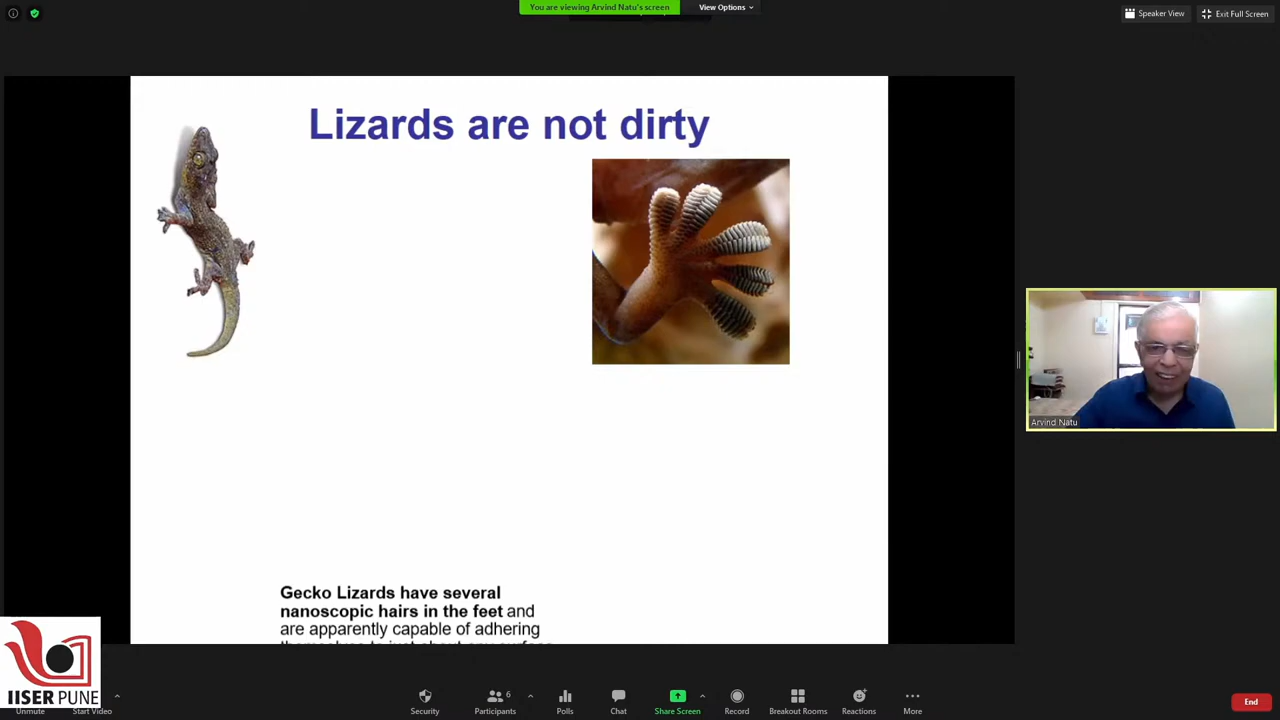 You are viewing Arvind Natu's screen
View Options
Speaker View
Exit Full Screen
Lizards are not dirty
Arvind Natu
Gecko Lizards have several
nanoscopic hairs in the feet and
are apparently capable of adhering
IISER PUNE
Unmute
Start Video
Security
Participants
6
Polls
Chat
Share Screen
Record
Breakout Rooms
Reactions
More
End